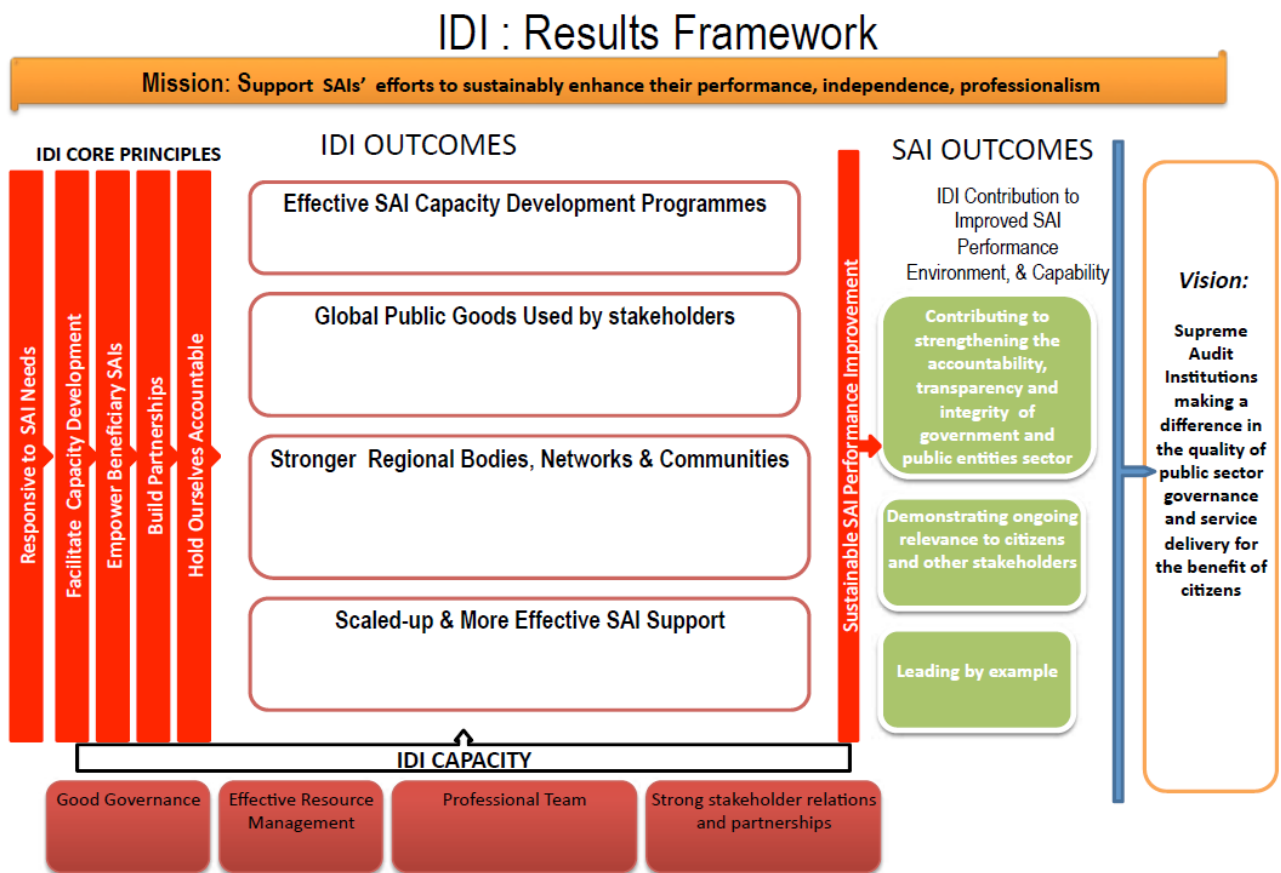 IDI : Results Framework
Mission: Support SAIs' efforts to sustainably enhance their performance, independence, professionalism
IDI CORE PRINCIPLES
Responsive to SAI Needs
Facilitate Capacity Development
Empower Beneficiary SAIs
Build Partnerships
Hold Ourselves Accountable
IDI OUTCOMES
Effective SAI Capacity Development Programmes
Global Public Goods Used by stakeholders
Stronger Regional Bodies, Networks & Communities
Scaled-up & More Effective SAI Support
Sustainable SAI Performance Improvement
SAI OUTCOMES
IDI Contribution to
Improved SAI
Performance
Environment, & Capability
Contributing to
strengthening the
accountability,
transparency and
integrity of
government and
public entities sector
Demonstrating ongoing
relevance to citizens
and other stakeholders
Leading by example
Vision:
Supreme
Audit
Institutions
making a
difference in
the quality of
public sector
governance
and service
delivery for
the benefit of
citizens
IDI CAPACITY
Good Governance
Effective Resource
Management
Professional Team
Strong stakeholder relations
and partnerships